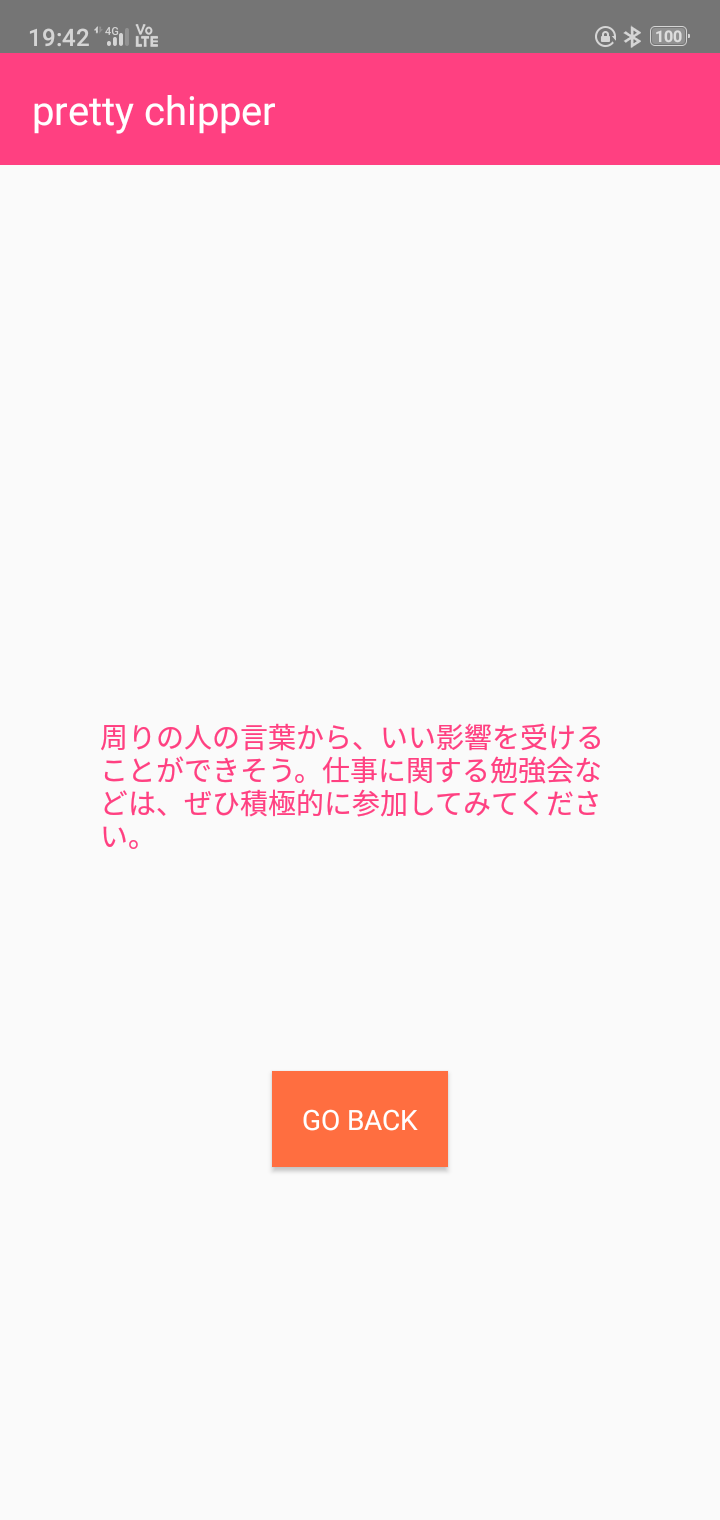 19:42 4G Vo LTE 100
pretty chipper
周りの人の言葉から、いい影響を受ける
ことができそう。仕事に関する勉強会な
どは、ぜひ積極的に参加してみてくださ
い。
GO BACK